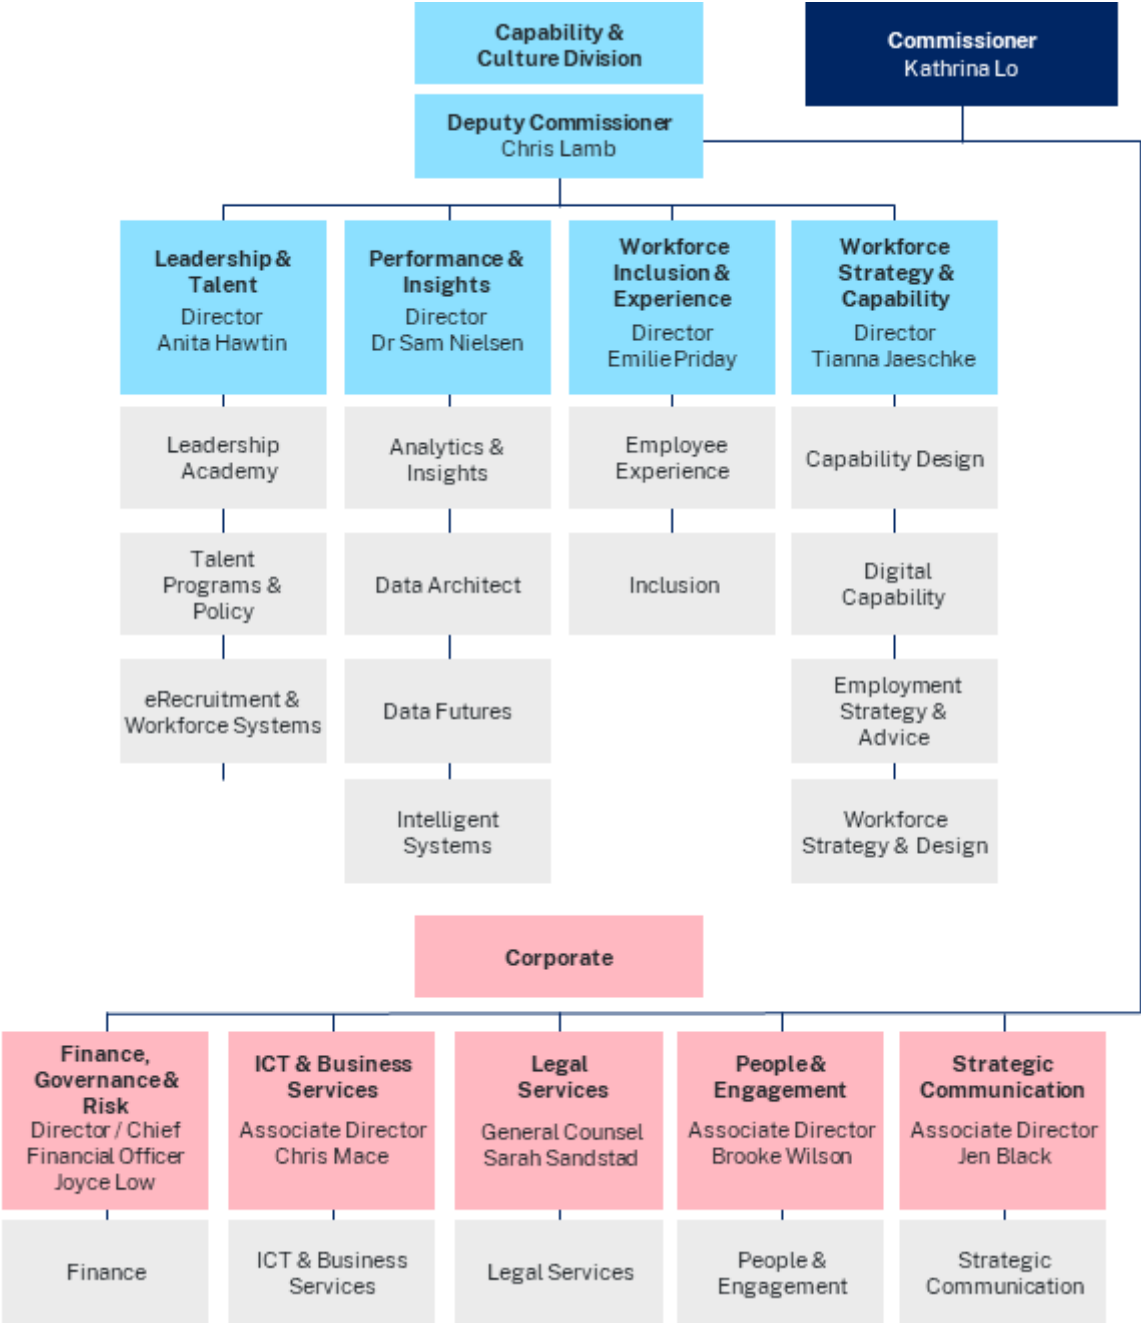 Capability &
Culture Division
Commissioner
Kathrina Lo
Deputy Commissioner
Chris Lamb
Leadership &
Talent
Director
Anita Hawtin
Performance &
Insights
Director
Dr Sam Nielsen
Workforce
Inclusion &
Experience
Director
Emilie Priday
Workforce
Strategy &
Capability
Director
Tianna Jaeschke
Leadership
Academy
Analytics &
Insights
Employee
Experience
Capability Design
Talent
Programs &
Policy
Data Architect
Inclusion
Digital
Capability
eRecruitment &
Workforce Systems
Data Futures
Employment
Strategy &
Advice
Intelligent
Systems
Workforce
Strategy & Design
Corporate
Finance,
Governance &
Risk
Director / Chief
Financial Officer
Joyce Low
ICT & Business
Services
Associate Director
Chris Mace
Legal
Services
General Counsel
Sarah Sandstad
People &
Engagement
Associate Director
Brooke Wilson
Strategic
Communication
Associate Director
Jen Black
Finance
ICT & Business
Services
Legal Services
People &
Engagement
Strategic
Communication